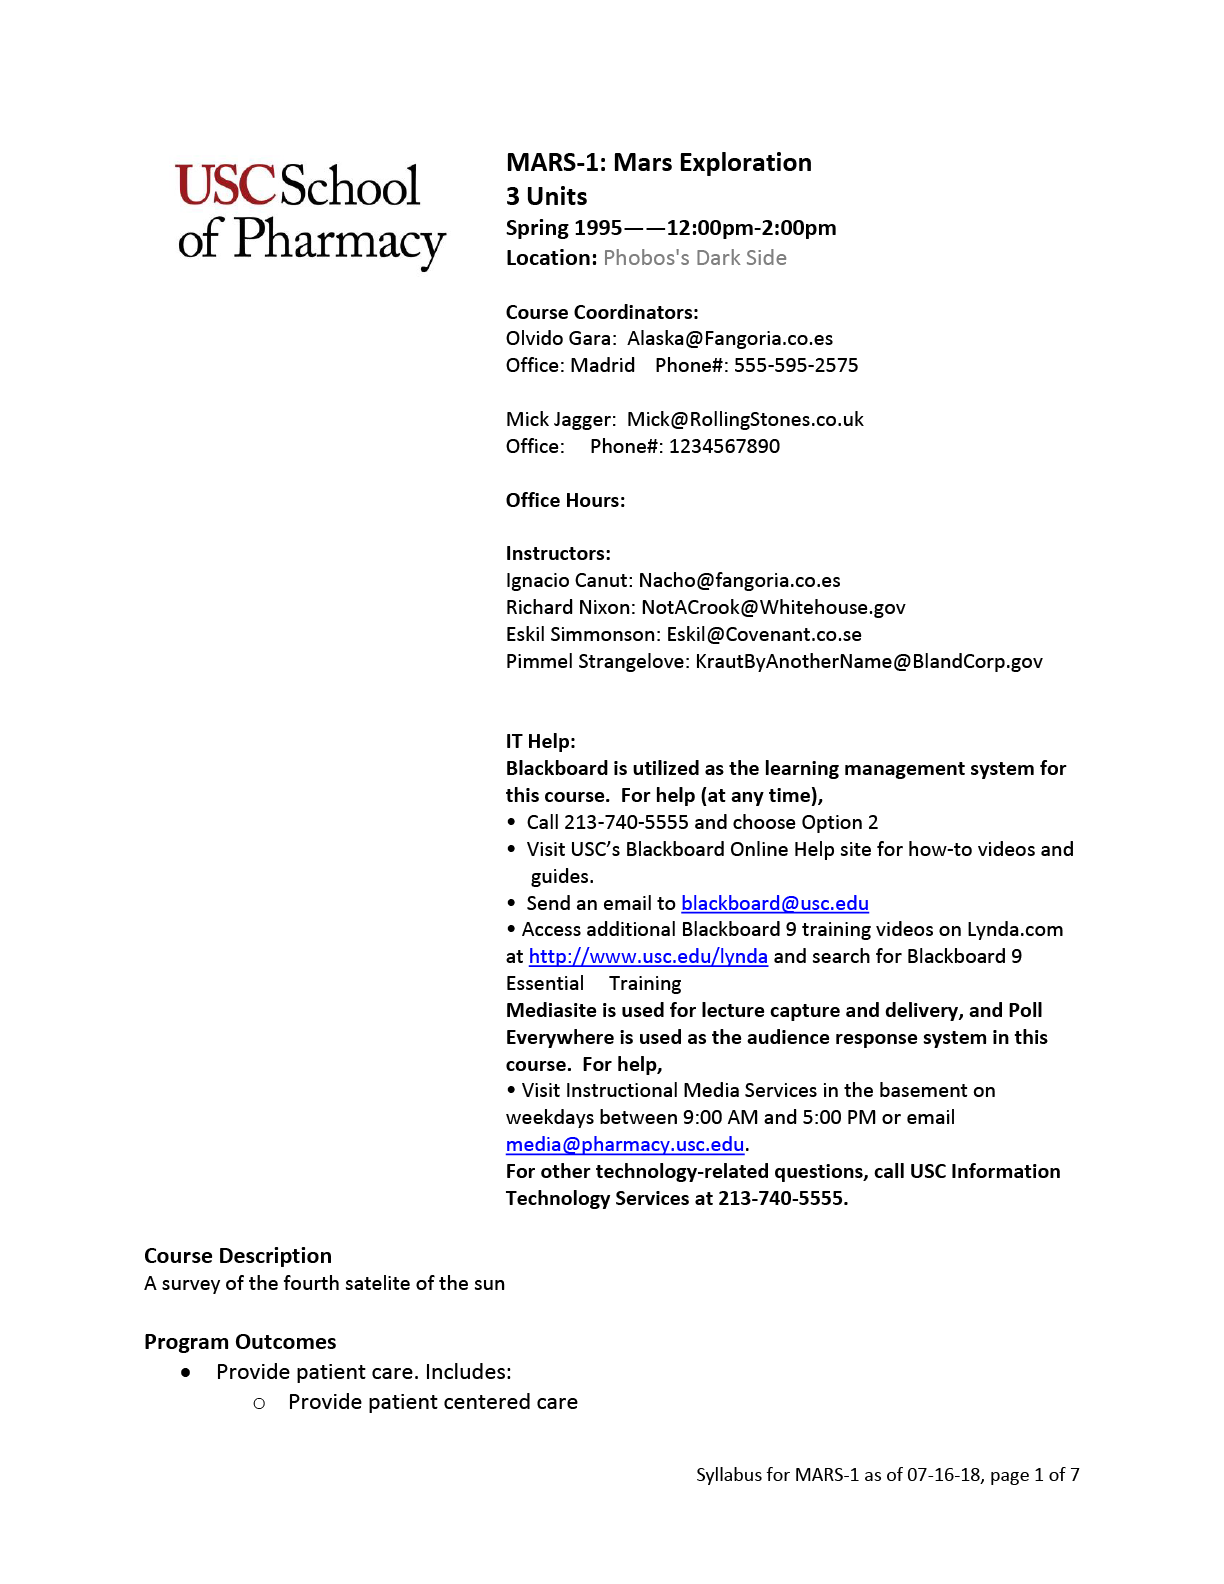 USC School
of Pharmacy
MARS-1: Mars Exploration
3 Units
Spring 1995——12:00pm-2:00pm
Location: Phobos's Dark Side
Course Coordinators:
Olvido Gara:  Alaska@Fangoria.co.es
Office: Madrid    Phone#: 555-595-2575
Mick Jagger:  Mick@RollingStones.co.uk
Office:     Phone#: 1234567890
Office Hours:
Instructors:
Ignacio Canut: Nacho@fangoria.co.es
Richard Nixon: NotACrook@Whitehouse.gov
Eskil Simmonson: Eskil@Covenant.co.se
Pimmel Strangelove: KrautByAnotherName@BlandCorp.gov
IT Help:
Blackboard is utilized as the learning management system for
this course.  For help (at any time),
•  Call 213-740-5555 and choose Option 2
•  Visit USC’s Blackboard Online Help site for how-to videos and
guides.
•  Send an email to blackboard@usc.edu
• Access additional Blackboard 9 training videos on Lynda.com
at http://www.usc.edu/lynda and search for Blackboard 9
Essential    Training
Mediasite is used for lecture capture and delivery, and Poll
Everywhere is used as the audience response system in this
course.  For help,
• Visit Instructional Media Services in the basement on
weekdays between 9:00 AM and 5:00 PM or email
media@pharmacy.usc.edu.
For other technology-related questions, call USC Information
Technology Services at 213-740-5555.
Course Description
A survey of the fourth satelite of the sun
Program Outcomes
• Provide patient care. Includes:
o Provide patient centered care
Syllabus for MARS-1 as of 07-16-18, page 1 of 7